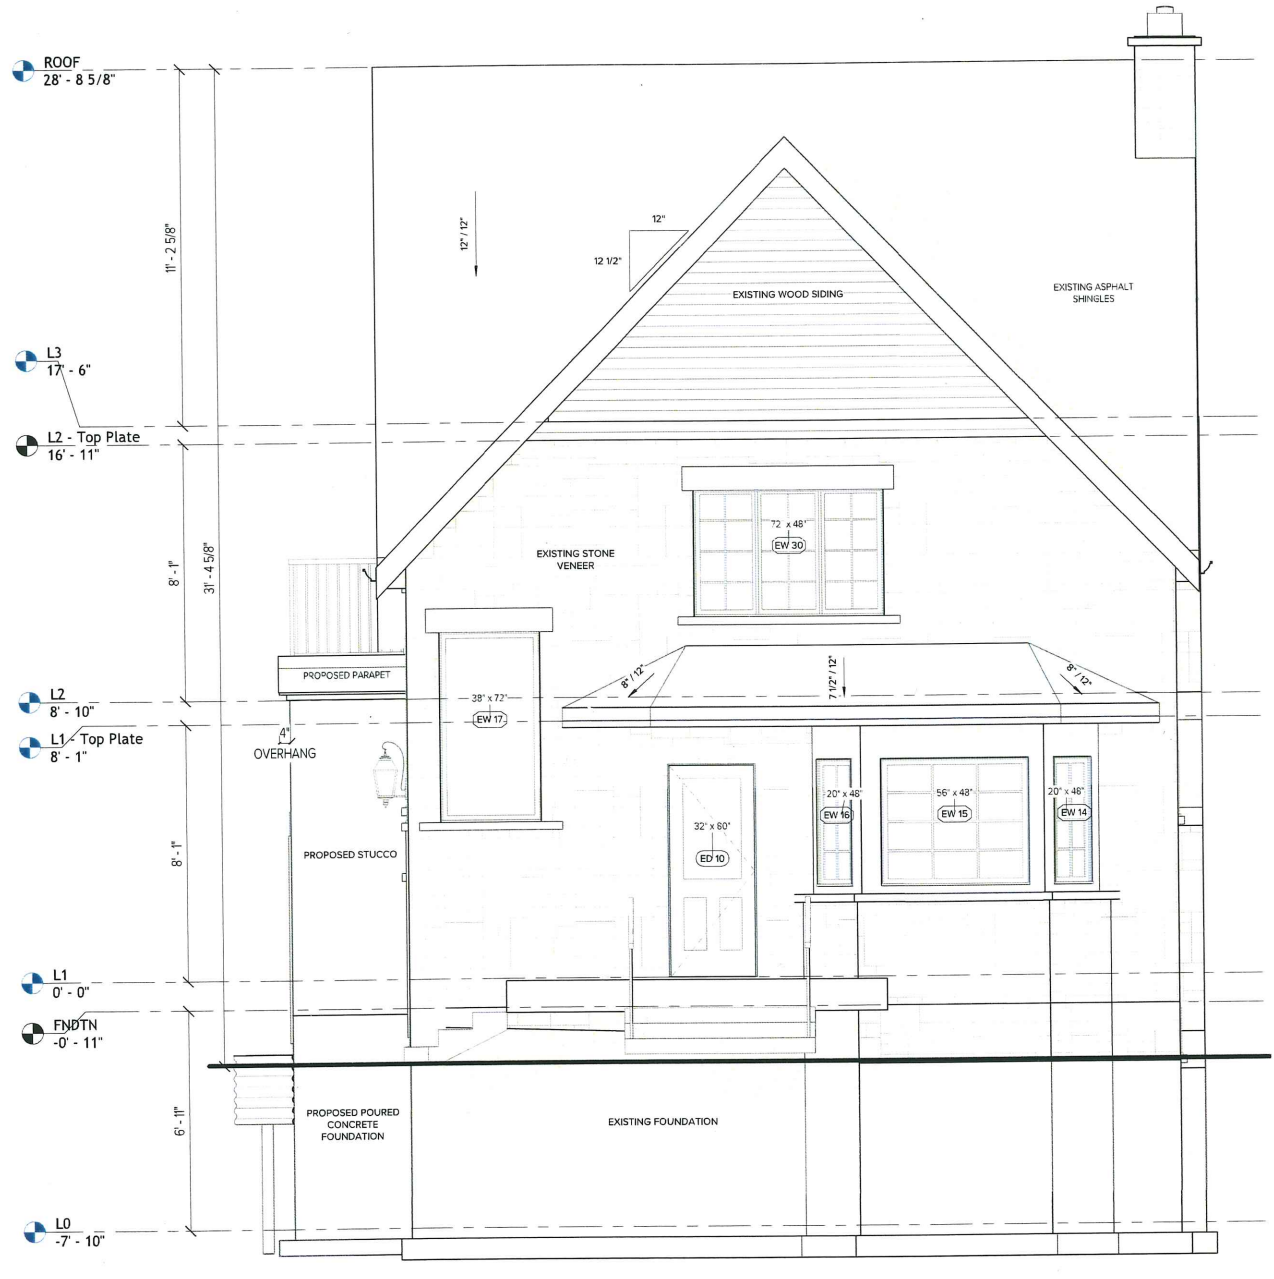 ROOF
28' - 8 5/8"
11' - 2 5/8"
12" / 12"
12"
12 1/2"
EXISTING WOOD SIDING
EXISTING ASPHALT
SHINGLES
L3
17' - 6"
L2 - Top Plate
16' - 11"
31' - 4 5/8"
8' - 1"
EXISTING STONE
VENEER
72 x 48"
EW 30
PROPOSED PARAPET
8" / 12"
7 1/2" / 12"
8" / 12"
L2
8' - 10"
38" x 72"
EW 17
L1 - Top Plate
8' - 1"
4"
OVERHANG
20" x 48"
EW 16
56" x 48"
EW 15
20" x 48"
EW 14
32" x 80"
ED 10
8' - 1"
PROPOSED STUCCO
L1
0' - 0"
FNDTN
-0' - 11"
6' - 11"
PROPOSED POURED
CONCRETE
FOUNDATION
EXISTING FOUNDATION
L0
-7' - 10"